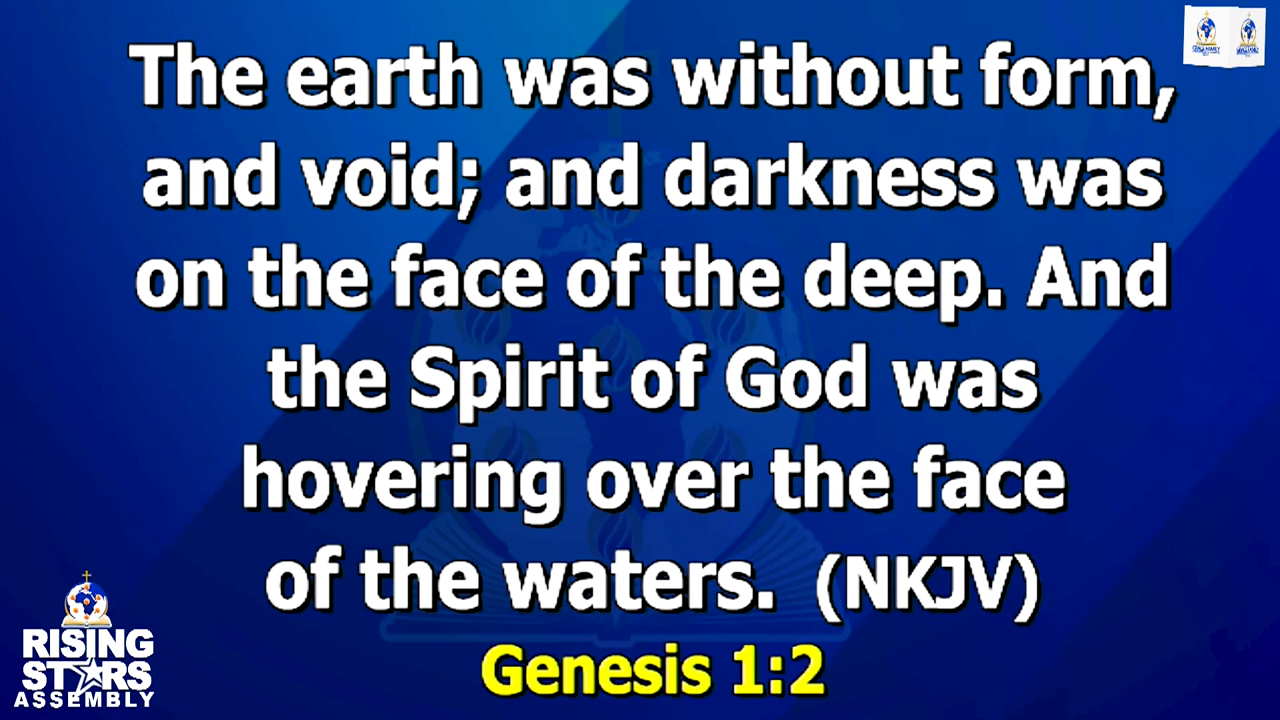 The earth was without form,
and void; and darkness was
on the face of the deep. And
the Spirit of God was
hovering over the face
of the waters. (NKJV)
Genesis 1:2
RISING
STARS
ASSEMBLY